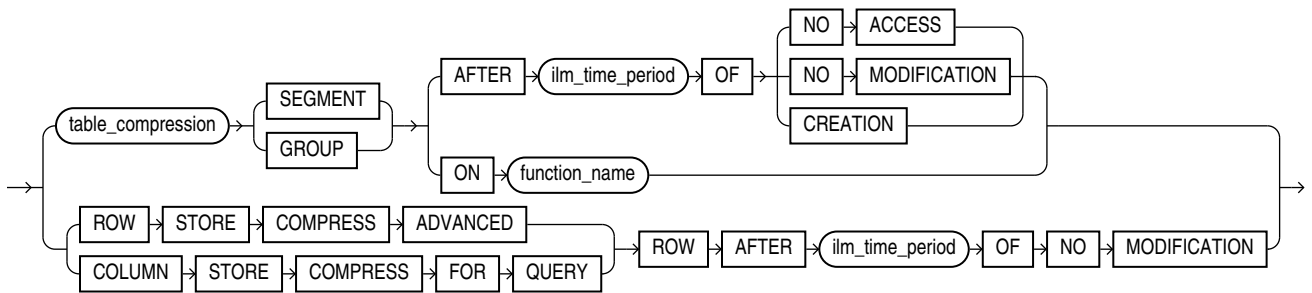 NO ACCESS
AFTER ilm_time_period OF NO MODIFICATION
SEGMENT
table_compression CREATION
GROUP
ON function_name
ROW STORE COMPRESS ADVANCED
ROW AFTER ilm_time_period OF NO MODIFICATION
COLUMN STORE COMPRESS FOR QUERY